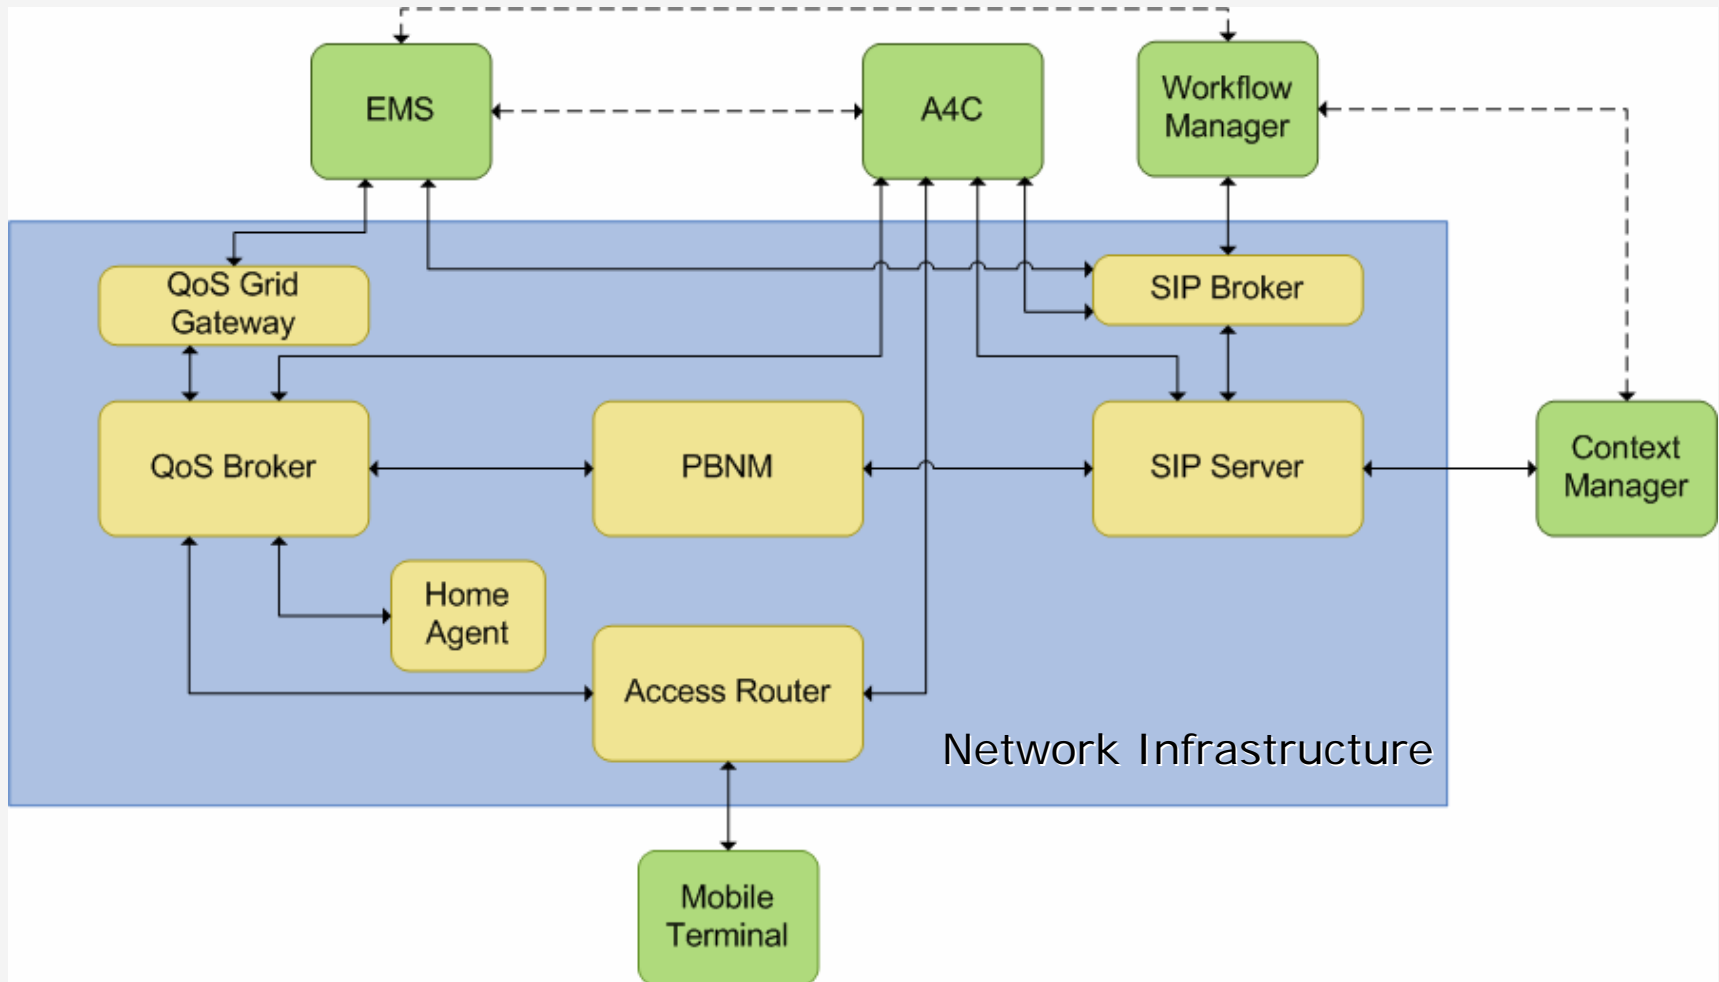 EMS
A4C
Workflow
Manager
QoS Grid
Gateway
SIP Broker
QoS Broker
PBNM
SIP Server
Context
Manager
Home
Agent
Access Router
Network Infrastructure
Mobile
Terminal